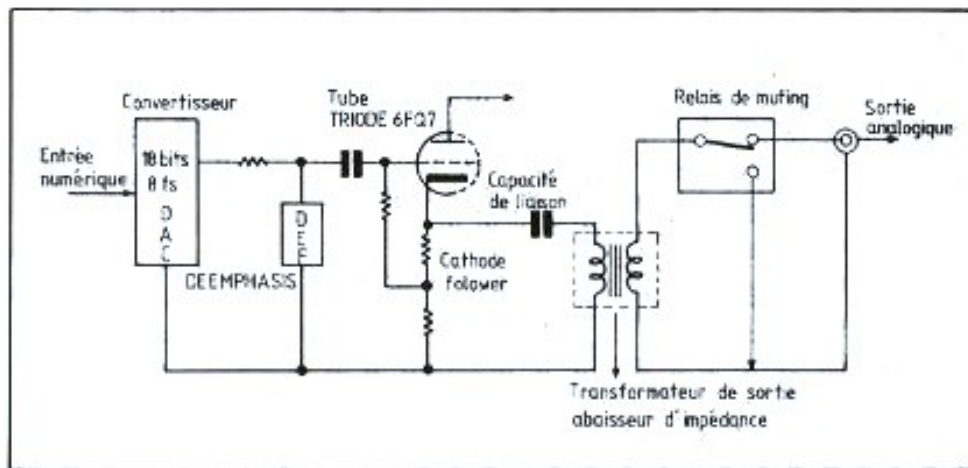 Convertisseur
Entrée
numérique
18 bits
8 fs
DAC
DEEMPHASIS
Tube
TRIODE 6FQ7
Capacité
de liaison
Cathode
folower
Relais de muting
Sortie
analogique
Transformateur de sortie
abaisseur d'impédance